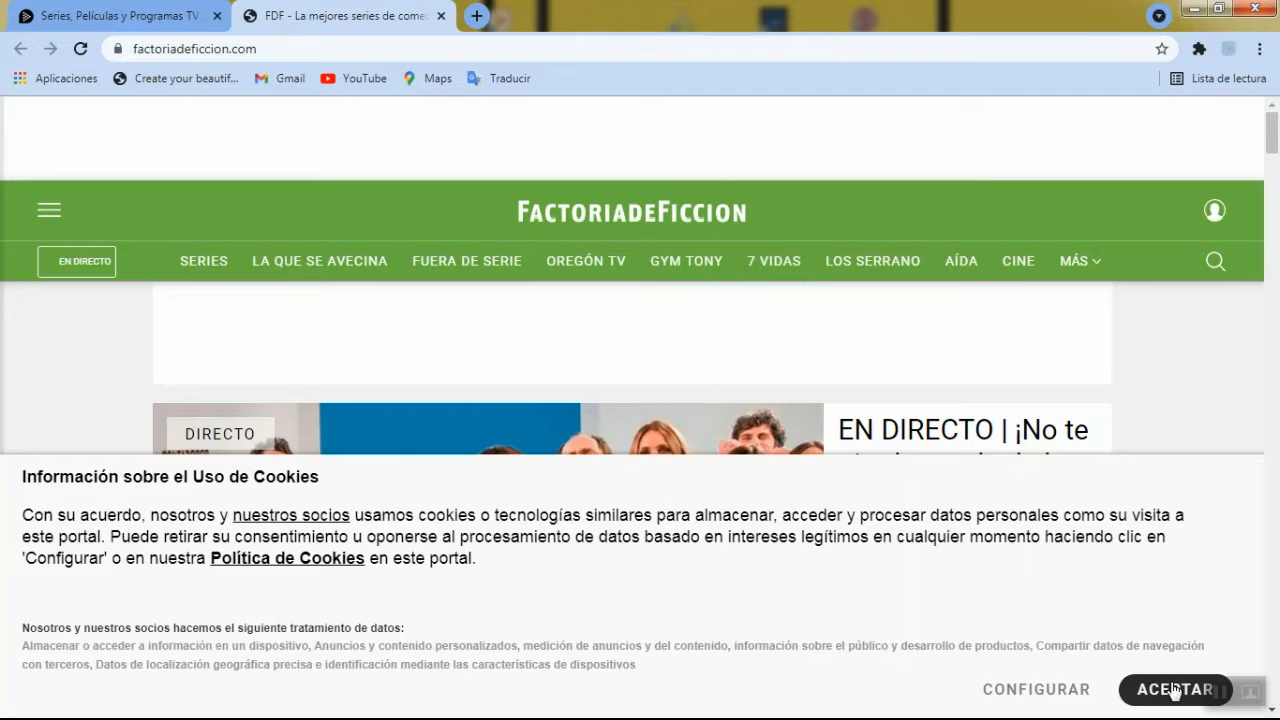 Series, Películas y Programas TV
FDF - La mejores series de come
factoriadeficcion.com
Aplicaciones
Create your beautif...
Gmail
YouTube
Maps
Traducir
Lista de lectura
FACTORIADEFICCION
EN DIRECTO
SERIES
LA QUE SE AVECINA
FUERA DE SERIE
OREGÓN TV
GYM TONY
7 VIDAS
LOS SERRANO
AÍDA
CINE
MÁS
DIRECTO
EN DIRECTO | ¡No te
Información sobre el Uso de Cookies
Con su acuerdo, nosotros y nuestros socios usamos cookies o tecnologías similares para almacenar, acceder y procesar datos personales como su visita a
este portal. Puede retirar su consentimiento u oponerse al procesamiento de datos basado en intereses legítimos en cualquier momento haciendo clic en
'Configurar' o en nuestra Política de Cookies en este portal.
Nosotros y nuestros socios hacemos el siguiente tratamiento de datos:
Almacenar o acceder a información en un dispositivo, Anuncios y contenido personalizados, medición de anuncios y del contenido, información sobre el público y desarrollo de productos, Compartir datos de navegación
con terceros, Datos de localización geográfica precisa e identificación mediante las características de dispositivos
CONFIGURAR
ACEPTAR